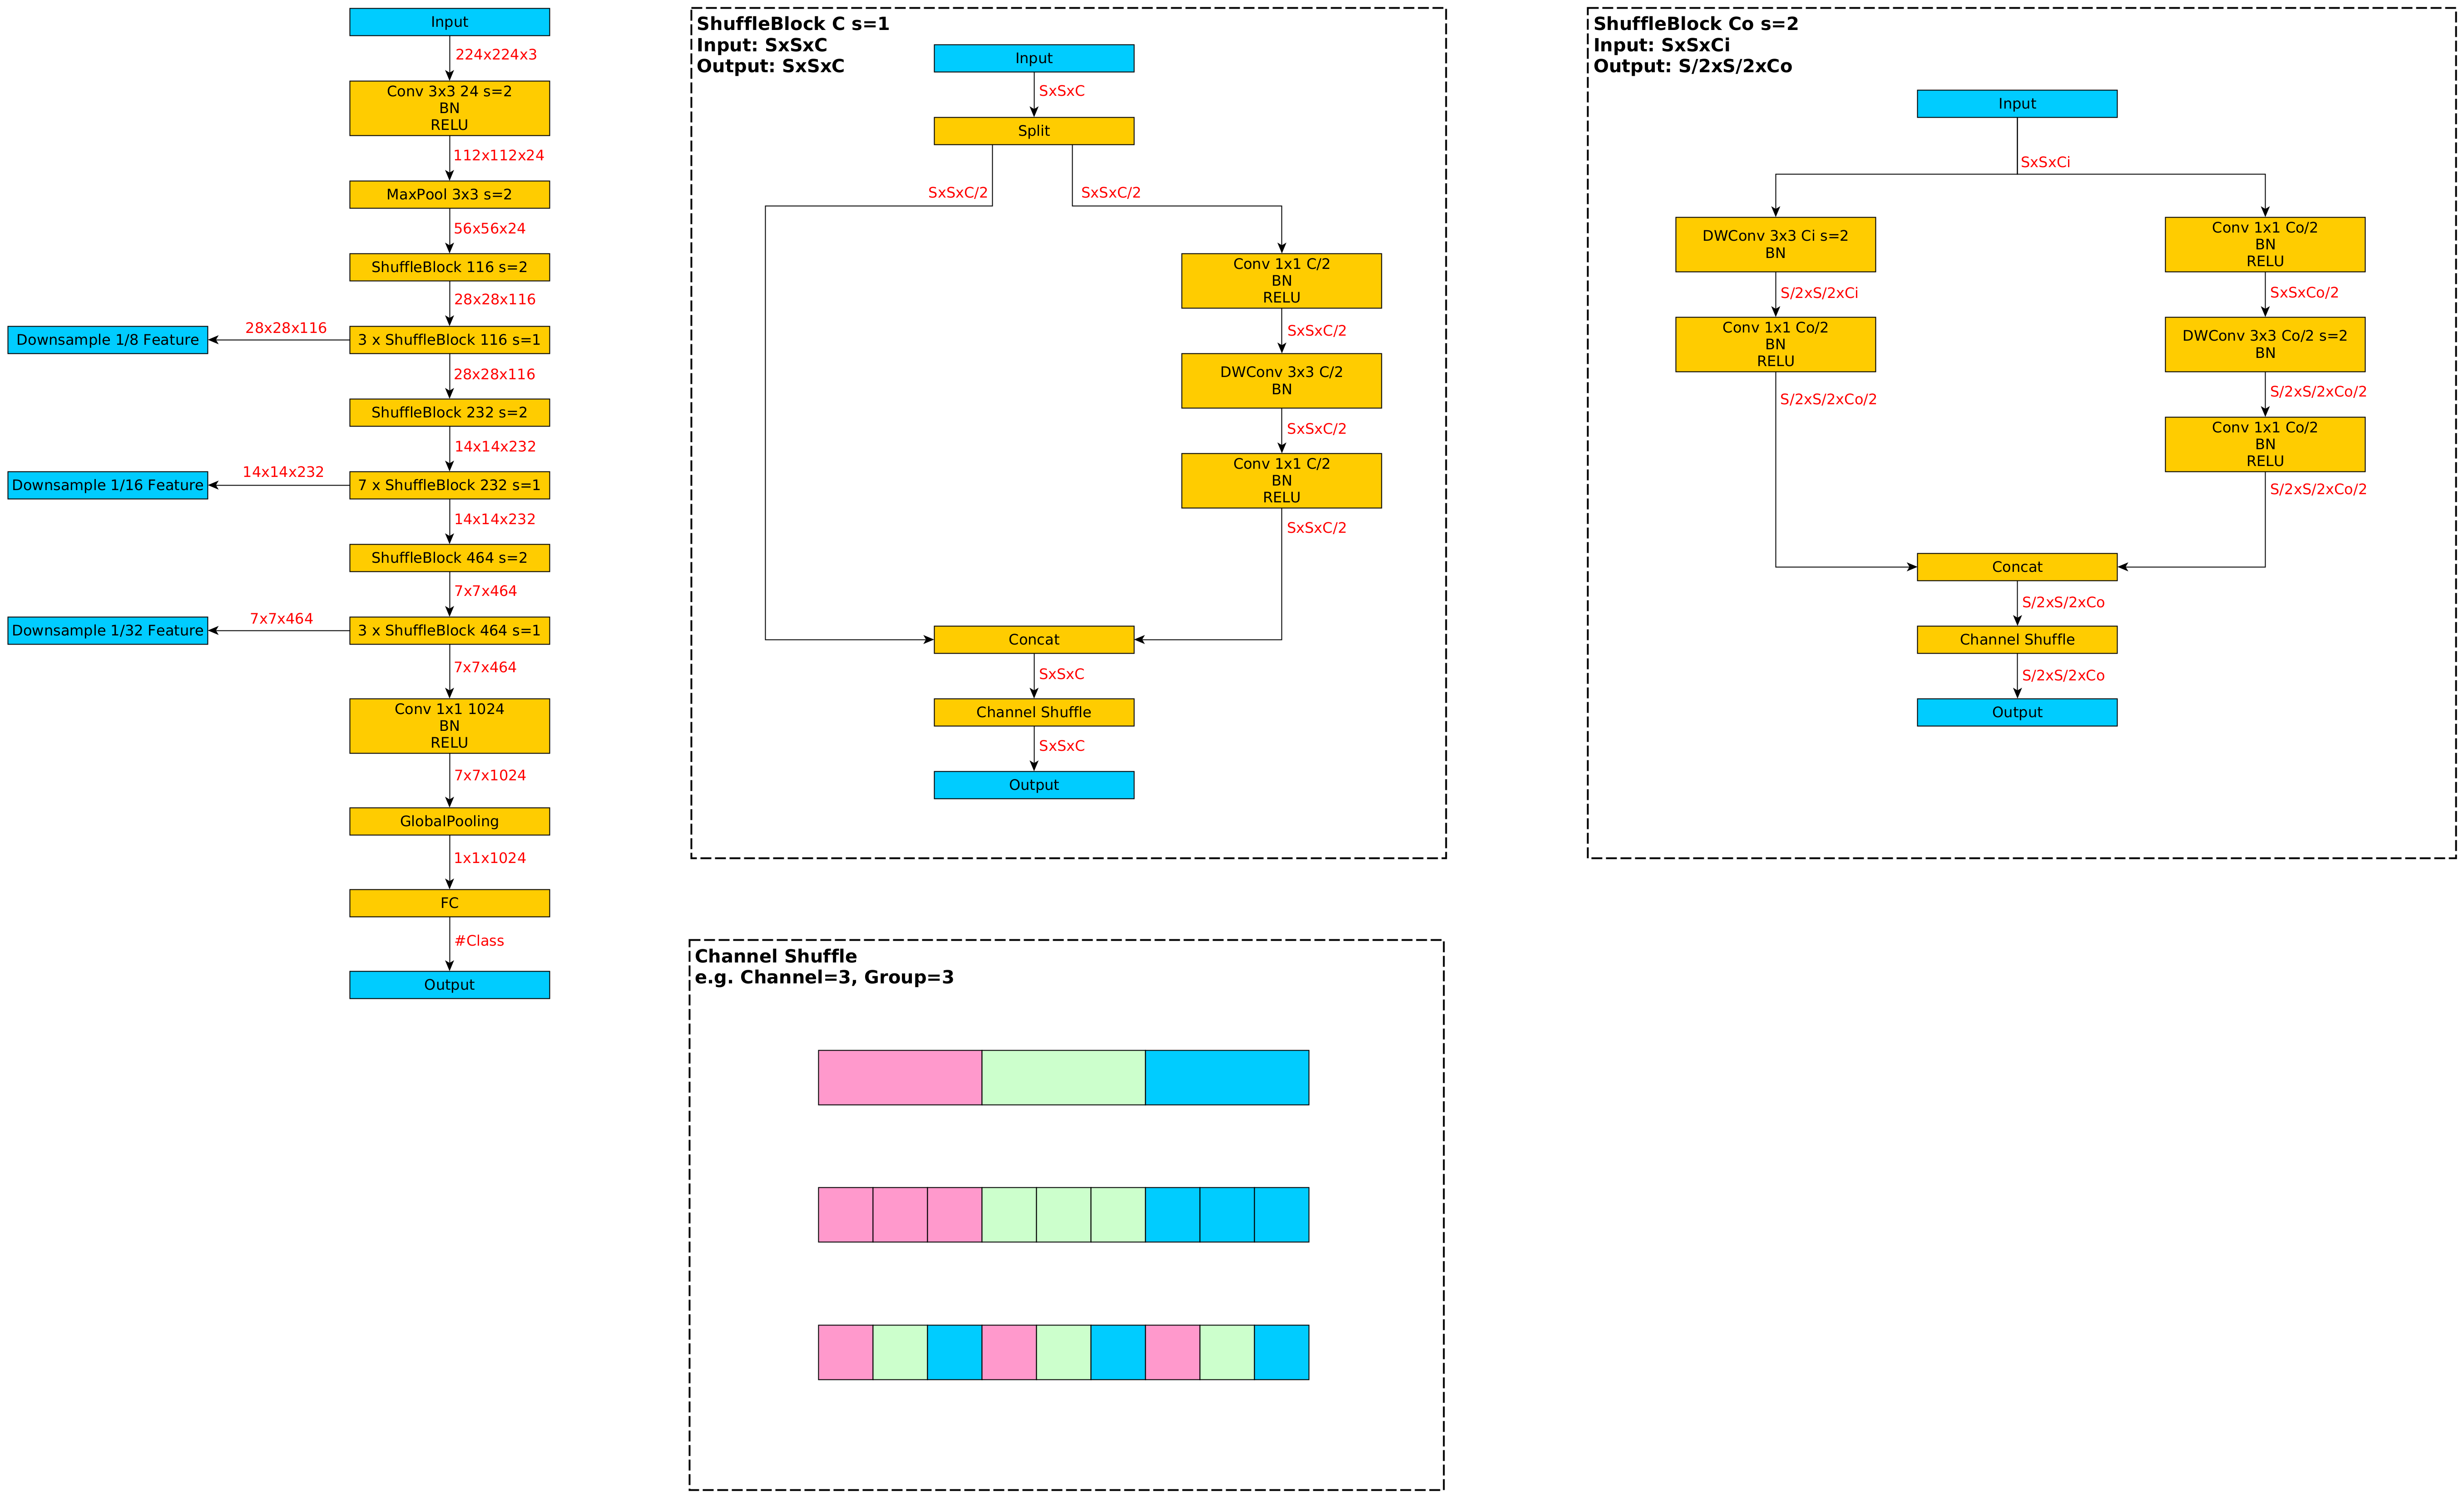 Input
224x224x3
Conv 3x3 24 s=2
BN
RELU
112x112x24
MaxPool 3x3 s=2
56x56x24
ShuffleBlock 116 s=2
28x28x116
Downsample 1/8 Feature
28x28x116
3 x ShuffleBlock 116 s=1
28x28x116
ShuffleBlock 232 s=2
14x14x232
Downsample 1/16 Feature
14x14x232
7 x ShuffleBlock 232 s=1
14x14x232
ShuffleBlock 464 s=2
7x7x464
Downsample 1/32 Feature
7x7x464
3 x ShuffleBlock 464 s=1
7x7x464
Conv 1x1 1024
BN
RELU
7x7x1024
GlobalPooling
1x1x1024
FC
#Class
Output
ShuffleBlock C s=1
Input: SxSxC
Output: SxSxC
Input
SxSxC
Split
SxSxC/2
SxSxC/2
Conv 1x1 C/2
BN
RELU
SxSxC/2
DWConv 3x3 C/2
BN
SxSxC/2
Conv 1x1 C/2
BN
RELU
SxSxC/2
Concat
SxSxC
Channel Shuffle
SxSxC
Output
ShuffleBlock Co s=2
Input: SxSxCi
Output: S/2xS/2xCo
Input
SxSxCi
DWConv 3x3 Ci s=2
BN
S/2xS/2xCi
Conv 1x1 Co/2
BN
RELU
S/2xS/2xCo/2
Conv 1x1 Co/2
BN
RELU
SxSxCo/2
DWConv 3x3 Co/2 s=2
BN
S/2xS/2xCo/2
Conv 1x1 Co/2
BN
RELU
S/2xS/2xCo/2
Concat
S/2xS/2xCo
Channel Shuffle
S/2xS/2xCo
Output
Channel Shuffle
e.g. Channel=3, Group=3